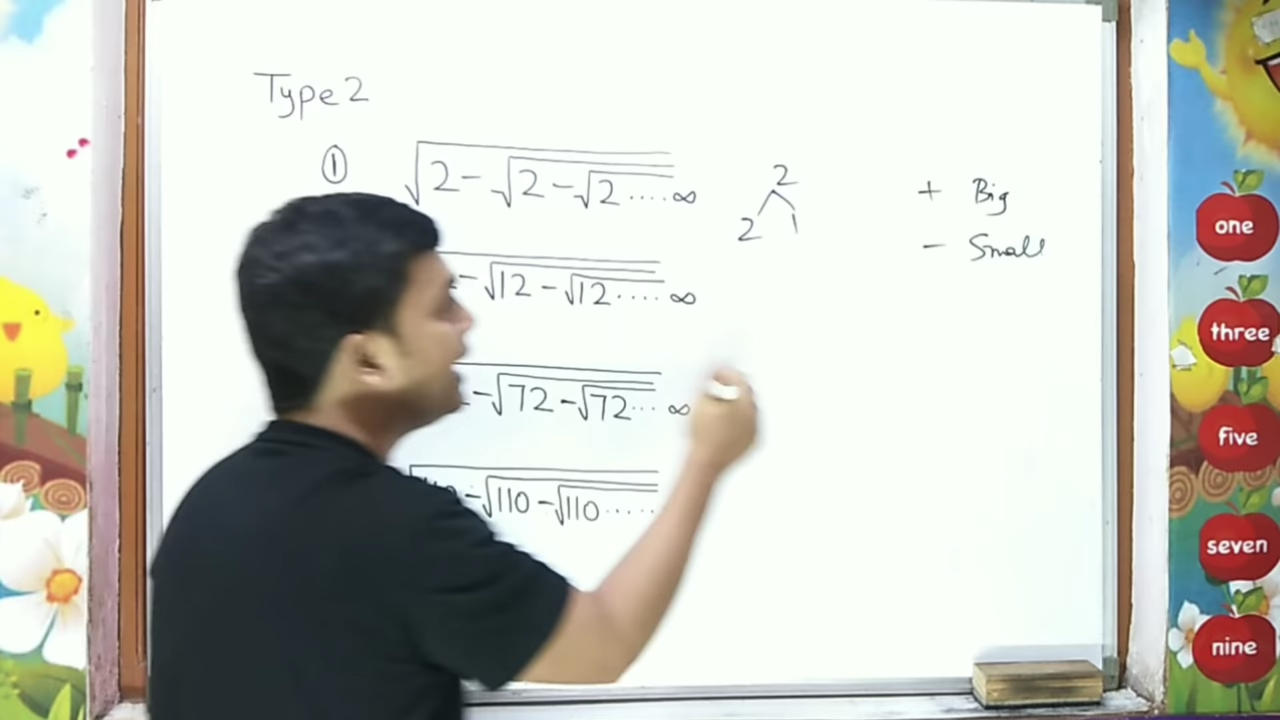 Type 2
① √2-√2-√2....∞
2
2 1
+ Big
- Small
-√12-√12....∞
-√72-√72...∞
-√110-√110.....
one
three
five
seven
nine